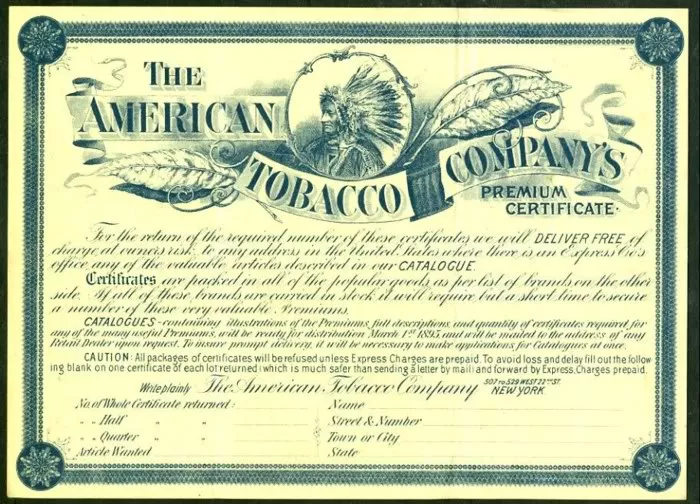 THE
AMERICAN
TOBACCO
COMPANY'S
PREMIUM
CERTIFICATE.
For the return of the required number of these certificates we will DELIVER FREE of
charge at owners risk, to any address in the United States where there is an Express Co's
office any of the valuable articles described in our CATALOGUE.
Certificates are packed in all of the popular goods as per list of brands on the other
side. If all of these brands are carried in stock it will require but a short time to secure
a number of these very valuable Premiums.
CATALOGUES-containing illustrations of the Premiums, full descriptions, and quantity of certificates required, for
any of the many useful Premiums, will be ready for distribution March 1st 1895 and will be mailed to the address of any
Retail Dealer upon request. To insure prompt delivery, it will be necessary to make applications for Catalogues at once.
CAUTION: All packages of certificates will be refused unless Express Charges are prepaid. To avoid loss and delay fill out the follow
ing blank on one certificate of each lot returned (which is much safer than sending a letter by mail) and forward by Express, Charges prepaid.
Write plainly The American Tobacco Company 507 to 529 WEST 22ND ST. NEW YORK
No. of Whole Certificate returned: Name
" " Half " " Street & Number
" " Quarter " " Town or City
Article Wanted State